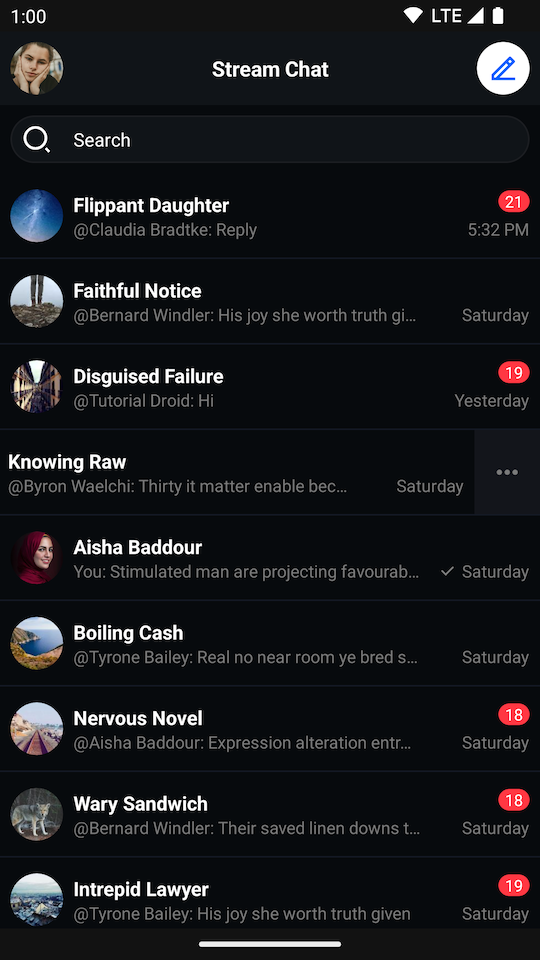 1:00 LTE
Stream Chat
Search
Flippant Daughter 21
@Claudia Bradtke: Reply 5:32 PM
Faithful Notice
@Bernard Windler: His joy she worth truth gi… Saturday
Disguised Failure 19
@Tutorial Droid: Hi Yesterday
Knowing Raw
@Byron Waelchi: Thirty it matter enable bec… Saturday
Aisha Baddour
You: Stimulated man are projecting favourab… Saturday
Boiling Cash
@Tyrone Bailey: Real no near room ye bred s… Saturday
Nervous Novel 18
@Aisha Baddour: Expression alteration entr… Saturday
Wary Sandwich 18
@Bernard Windler: Their saved linen downs t… Saturday
Intrepid Lawyer 19
@Tyrone Bailey: His joy she worth truth given Saturday